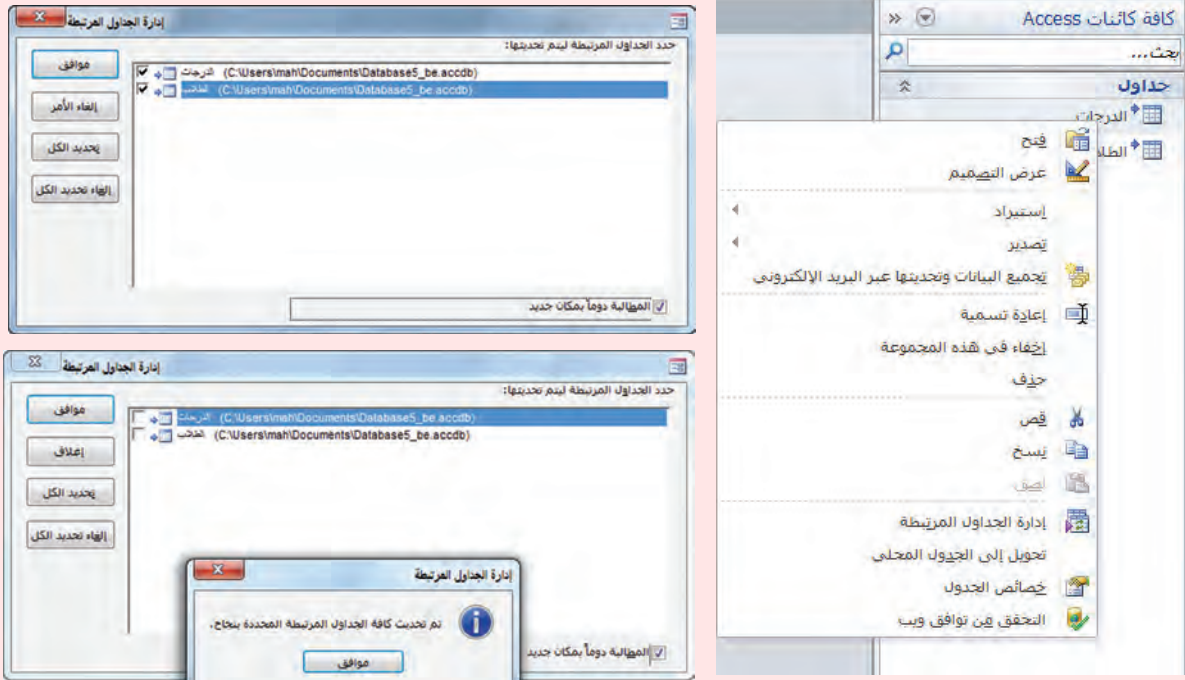 كافة كائنات Access
بحث...
جداول
الدرجات
الطلا
فتح
عرض التصميم
إستيراد
تصدير
تجميع البيانات وتحديثها عبر البريد الإلكتروني
إعادة تسمية
إخفاء في هذه المجموعة
حذف
قص
نسخ
لصق
إدارة الجداول المرتبطة
تحويل إلى الجدول المحلي
خصائص الجدول
التحقق من توافق ويب
إدارة الجداول المرتبطة
حدد الجداول المرتبطة ليتم تحديثها:
الدرجات (C:\Users\mah\Documents\Database5_be.accdb)
الطلاب (C:\Users\mah\Documents\Database5_be.accdb)
موافق
إلغاء الأمر
تحديد الكل
إلغاء تحديد الكل
المطالبة دوماً بمكان جديد
إدارة الجداول المرتبطة
حدد الجداول المرتبطة ليتم تحديثها:
الدرجات (C:\Users\mah\Documents\Database5_be.accdb)
الطلاب (C:\Users\mah\Documents\Database5_be.accdb)
موافق
إغلاق
تحديد الكل
إلغاء تحديد الكل
إدارة الجداول المرتبطة
تم تحديث كافة الجداول المرتبطة المحددة بنجاح.
موافق
المطالبة دوماً بمكان جديد